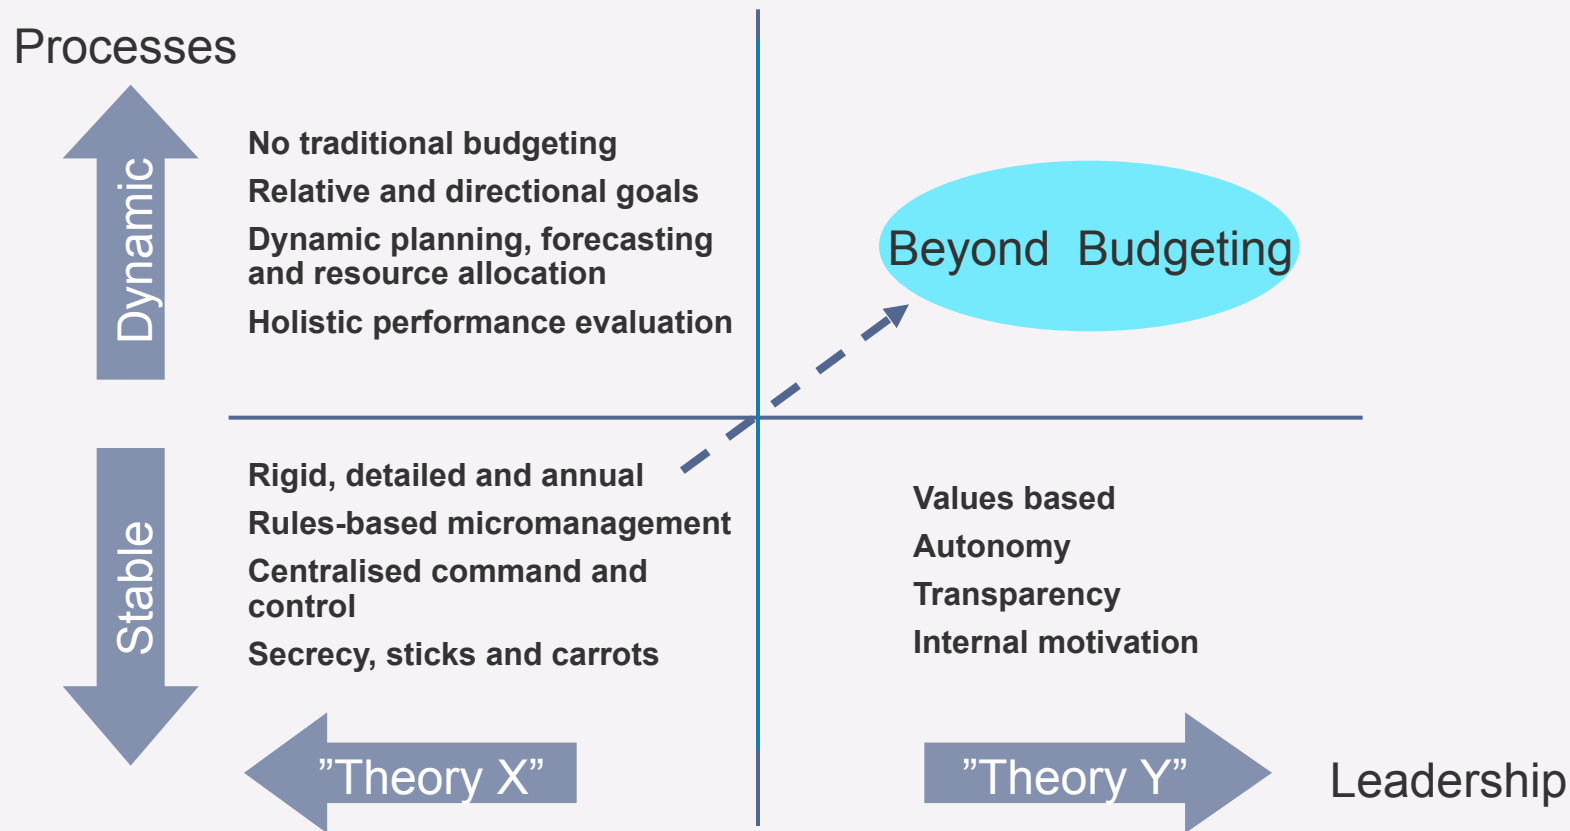 Processes
Dynamic
No traditional budgeting
Relative and directional goals
Dynamic planning, forecasting
and resource allocation
Holistic performance evaluation
Beyond  Budgeting
Stable
Rigid, detailed and annual
Rules-based micromanagement
Centralised command and
control
Secrecy, sticks and carrots
Values based
Autonomy
Transparency
Internal motivation
”Theory X”
”Theory Y”
Leadership